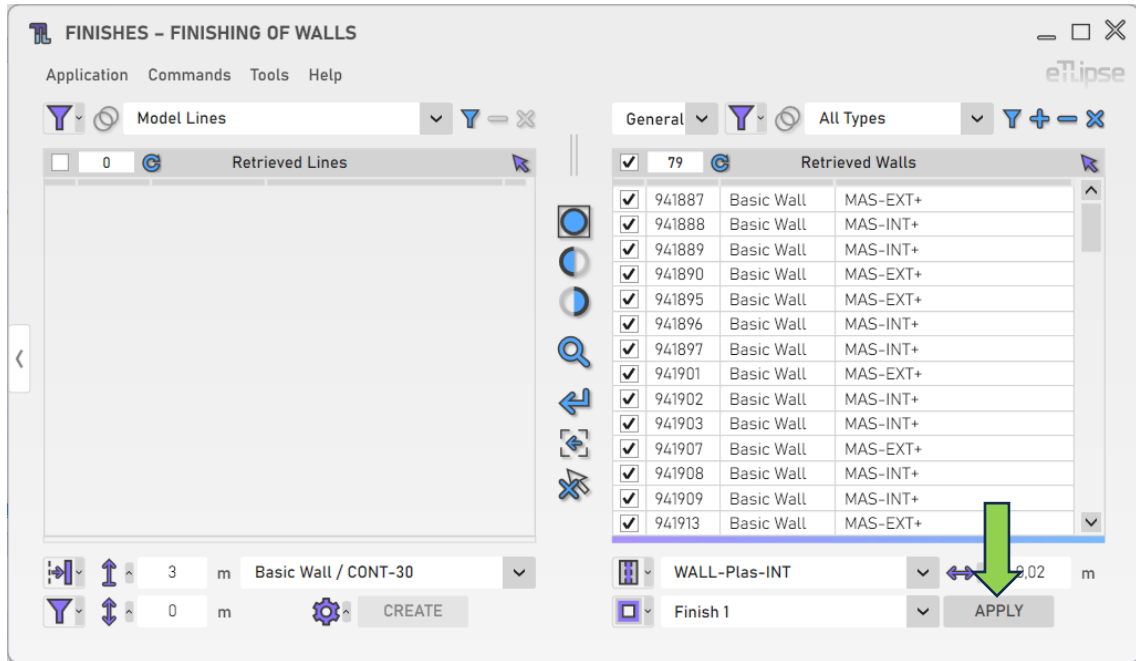 FINISHES – FINISHING OF WALLS
Application Commands Tools Help
eTLipse
Model Lines
General
All Types
0 Retrieved Lines
79 Retrieved Walls
941887 Basic Wall MAS-EXT+
941888 Basic Wall MAS-INT+
941889 Basic Wall MAS-INT+
941890 Basic Wall MAS-EXT+
941895 Basic Wall MAS-EXT+
941896 Basic Wall MAS-INT+
941897 Basic Wall MAS-INT+
941901 Basic Wall MAS-EXT+
941902 Basic Wall MAS-INT+
941903 Basic Wall MAS-INT+
941907 Basic Wall MAS-EXT+
941908 Basic Wall MAS-INT+
941909 Basic Wall MAS-INT+
941913 Basic Wall MAS-EXT+
3 m Basic Wall / CONT-30
WALL-Plas-INT
,02 m
0 m CREATE
Finish 1 APPLY